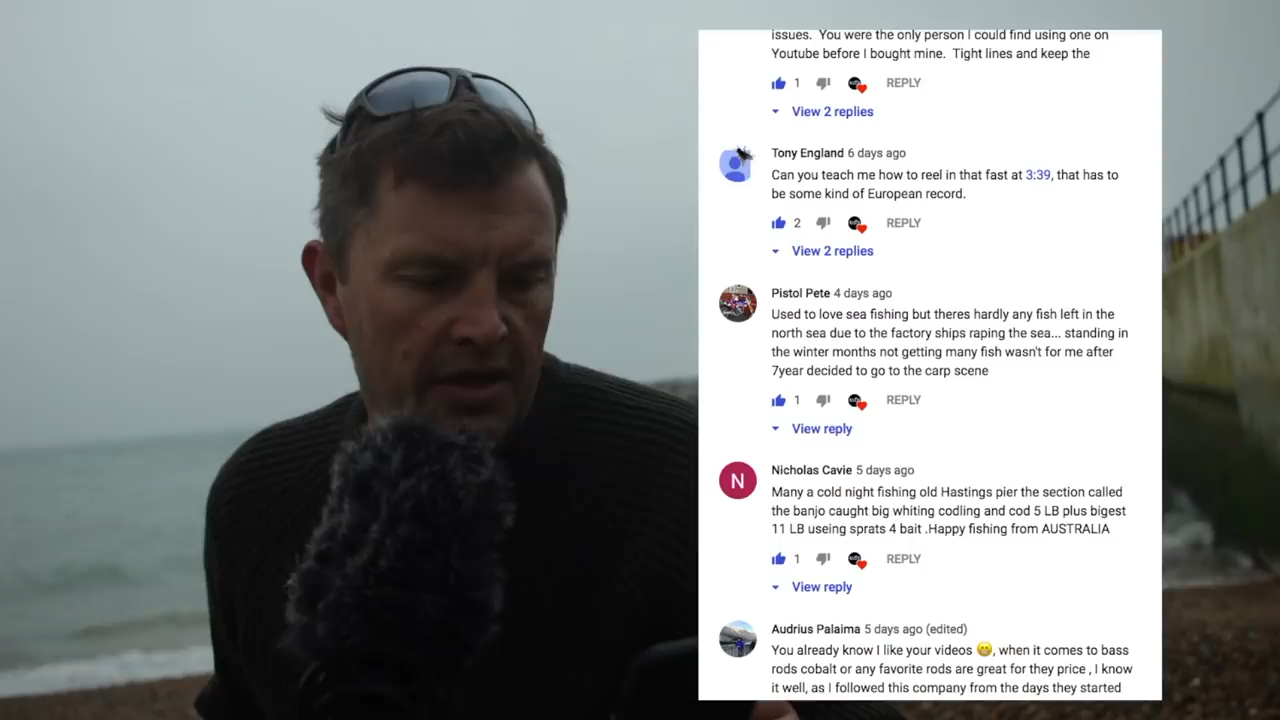 issues. You were the only person I could find using one on
Youtube before I bought mine. Tight lines and keep the
1 REPLY
View 2 replies
Tony England 6 days ago
Can you teach me how to reel in that fast at 3:39, that has to
be some kind of European record.
2 REPLY
View 2 replies
Pistol Pete 4 days ago
Used to love sea fishing but theres hardly any fish left in the
north sea due to the factory ships raping the sea... standing in
the winter months not getting many fish wasn't for me after
7year decided to go to the carp scene
1 REPLY
View reply
N
Nicholas Cavie 5 days ago
Many a cold night fishing old Hastings pier the section called
the banjo caught big whiting codling and cod 5 LB plus bigest
11 LB useing sprats 4 bait .Happy fishing from AUSTRALIA
1 REPLY
View reply
Audrius Palaima 5 days ago (edited)
You already know I like your videos 😁, when it comes to bass
rods cobalt or any favorite rods are great for they price , I know
it well, as I followed this company from the days they started